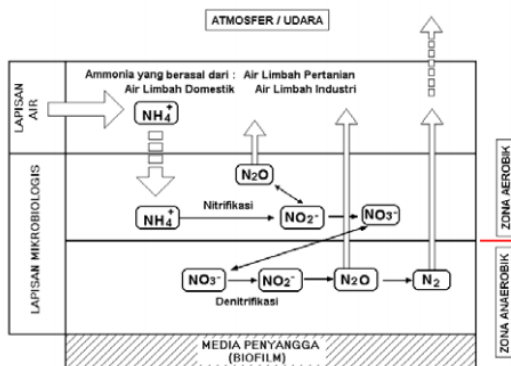 ATMOSFER / UDARA
LAPISAN
AIR
Ammonia yang berasal dari : Air Limbah Pertanian
Air Limbah Domestik Air Limbah Industri
NH₄⁺
ZONA AEROBIK
LAPISAN MIKROBIOLOGIS
N₂O
NH₄⁺
Nitrifikasi
NO₂⁻
NO₃⁻
ZONA ANAEROBIK
NO₃⁻
NO₂⁻
N₂O
N₂
Denitrifikasi
MEDIA PENYANGGA
(BIOFILM)